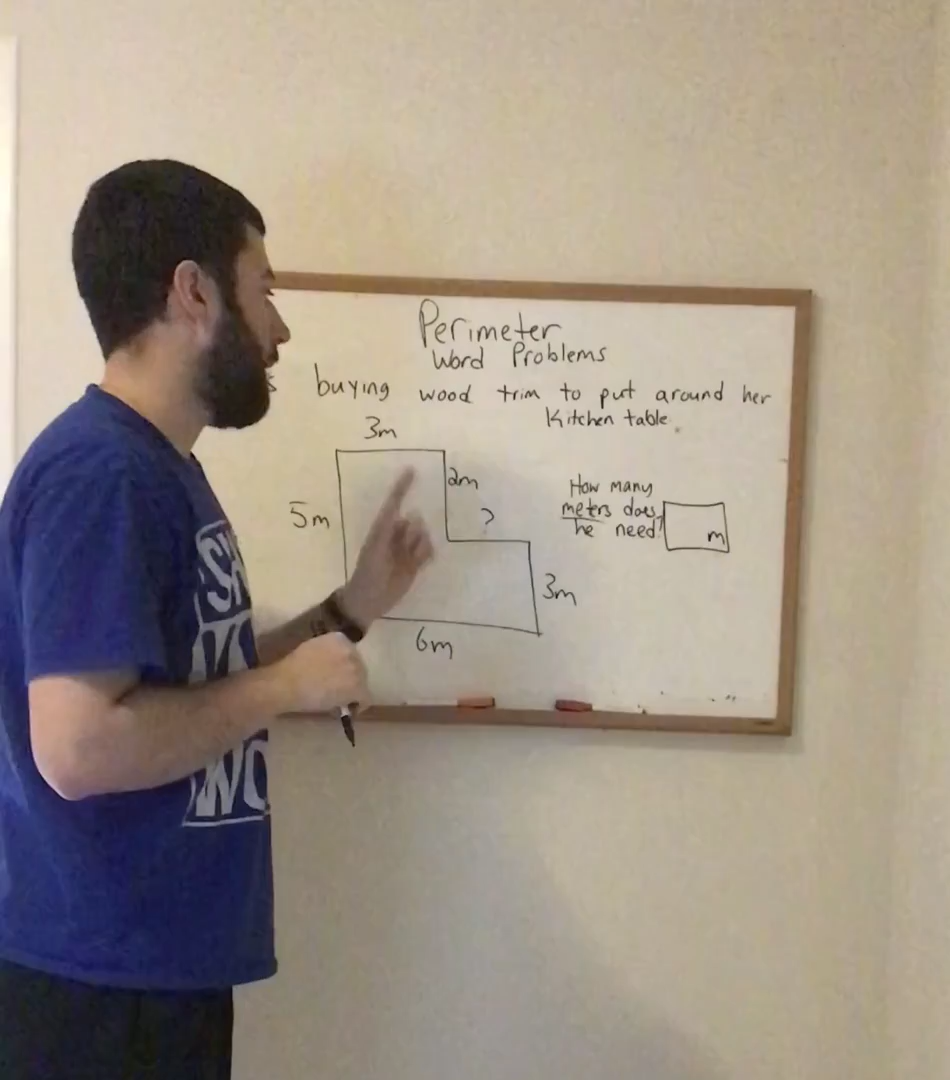 Perimeter
Word Problems
s buying wood trim to put around her
Kitchen table.
3m
2m
5m
?
3m
6m
How many
meters does
he need?
m